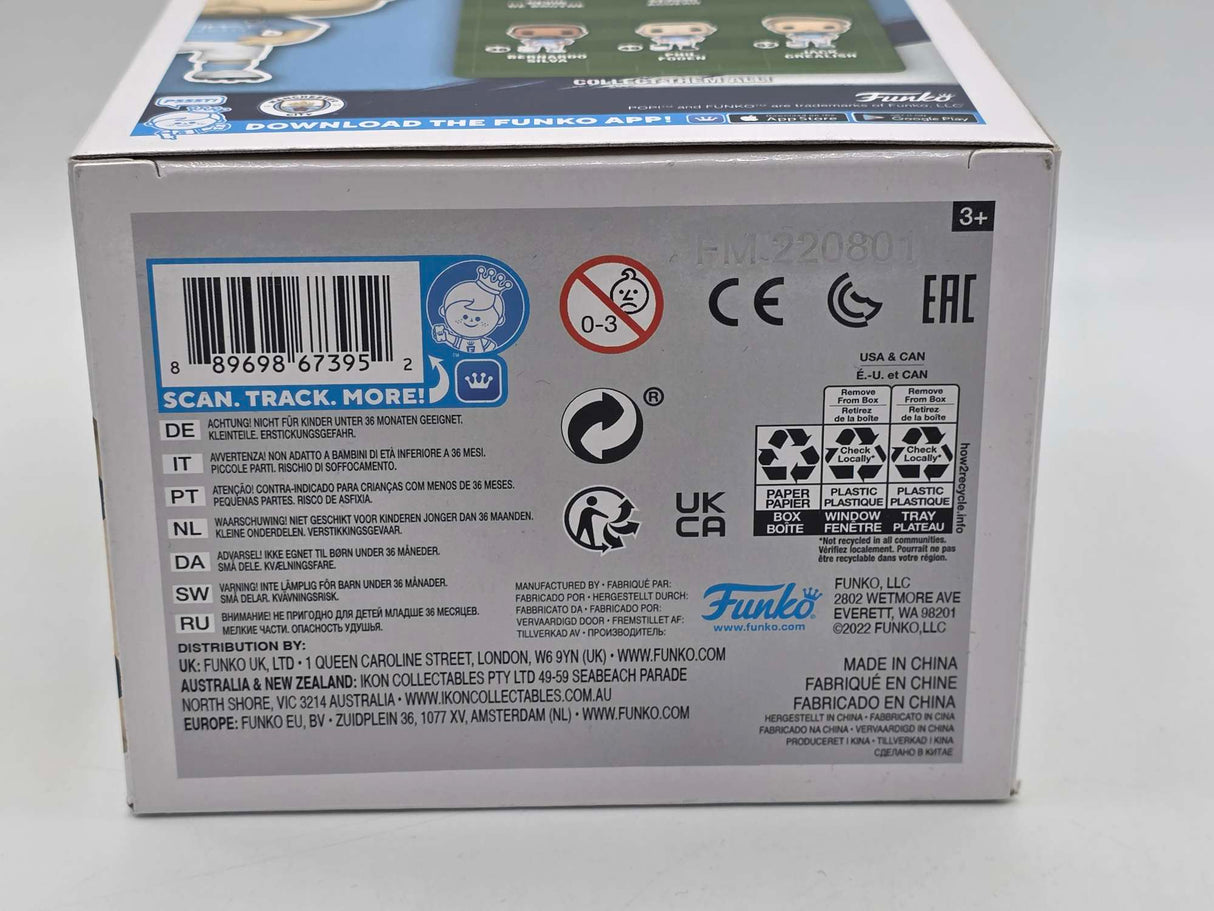 BERNARDO
SILVA
PHIL
FODEN
JACK
GREALISH
COLLECT THEM ALL!
PSSST!
MANCHESTER
CITY
Funko
POP!™ and FUNKO™ are trademarks of Funko, LLC
DOWNLOAD THE FUNKO APP!
App Store
Google Play
3+
FM-220801
8 89698 67395 2
SCAN. TRACK. MORE!
0-3
CE
EAC
USA & CAN
É.-U. et CAN
Remove
From Box
Retirez
de la boîte
Remove
From Box
Retirez
de la boîte
Check
Locally*
Check
Locally*
PAPER
PAPIER
PLASTIC
PLASTIQUE
PLASTIC
PLASTIQUE
BOX
BOÎTE
WINDOW
FENÊTRE
TRAY
PLATEAU
how2recycle.info
*Not recycled in all communities.
Vérifiez localement. Pourrait ne pas
être recyclable dans votre région.
®
UK
CA
DE ACHTUNG! NICHT FÜR KINDER UNTER 36 MONATEN GEEIGNET.
KLEINTEILE. ERSTICKUNGSGEFAHR.
IT AVVERTENZA! NON ADATTO A BAMBINI DI ETÀ INFERIORE A 36 MESI.
PICCOLE PARTI. RISCHIO DI SOFFOCAMENTO.
PT ATENÇÃO! CONTRA-INDICADO PARA CRIANÇAS COM MENOS DE 36 MESES.
PEQUENAS PARTES. RISCO DE ASFIXIA.
NL WAARSCHUWING! NIET GESCHIKT VOOR KINDEREN JONGER DAN 36 MAANDEN.
KLEINE ONDERDELEN. VERSTIKKINGSGEVAAR.
DA ADVARSEL! IKKE EGNET TIL BØRN UNDER 36 MÅNEDER.
SMÅ DELE. KVÆLNINGSFARE.
SW VARNING! INTE LÄMPLIG FÖR BARN UNDER 36 MÅNADER.
SMÅ DELAR. KVÄVNINGSRISK.
RU ВНИМАНИЕ! НЕ ПРИГОДНО ДЛЯ ДЕТЕЙ МЛАДШЕ 36 МЕСЯЦЕВ.
МЕЛКИЕ ЧАСТИ. ОПАСНОСТЬ УДУШЬЯ.
MANUFACTURED BY • FABRIQUÉ PAR:
FABRICADO POR • HERGESTELLT DURCH:
FABBRICATO DA • FABRICADO POR:
VERVAARDIGD DOOR • FREMSTILLET AF:
TILLVERKAD AV • ПРОИЗВОДИТЕЛЬ:
Funko
www.funko.com
FUNKO, LLC
2802 WETMORE AVE
EVERETT, WA 98201
©2022 FUNKO,LLC
DISTRIBUTION BY:
UK: FUNKO UK, LTD • 1 QUEEN CAROLINE STREET, LONDON, W6 9YN (UK) • WWW.FUNKO.COM
AUSTRALIA & NEW ZEALAND: IKON COLLECTABLES PTY LTD 49-59 SEABEACH PARADE
NORTH SHORE, VIC 3214 AUSTRALIA • WWW.IKONCOLLECTABLES.COM.AU
EUROPE: FUNKO EU, BV • ZUIDPLEIN 36, 1077 XV, AMSTERDAM (NL) • WWW.FUNKO.COM
MADE IN CHINA
FABRIQUÉ EN CHINE
FABRICADO EN CHINA
HERGESTELLT IN CHINA • FABBRICATO IN CINA
FABRICADO NA CHINA • VERVAARDIGD IN CHINA
PRODUCERET I KINA • TILLVERKAD I KINA
СДЕЛАНО В КИТАЕ